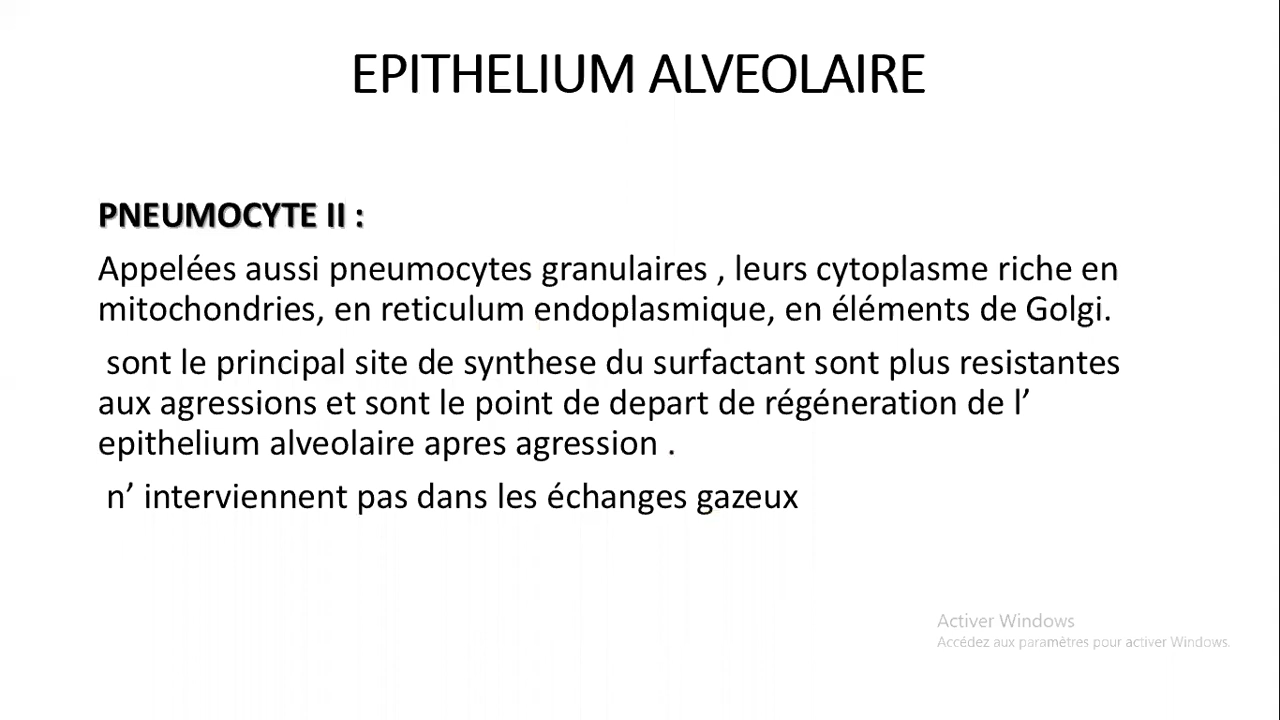 EPITHELIUM ALVEOLAIRE
PNEUMOCYTE II :
Appelées aussi pneumocytes granulaires , leurs cytoplasme riche en
mitochondries, en reticulum endoplasmique, en éléments de Golgi.
sont le principal site de synthese du surfactant sont plus resistantes
aux agressions et sont le point de depart de régéneration de l’
epithelium alveolaire apres agression .
n’ interviennent pas dans les échanges gazeux
Activer Windows
Accédez aux paramètres pour activer Windows.